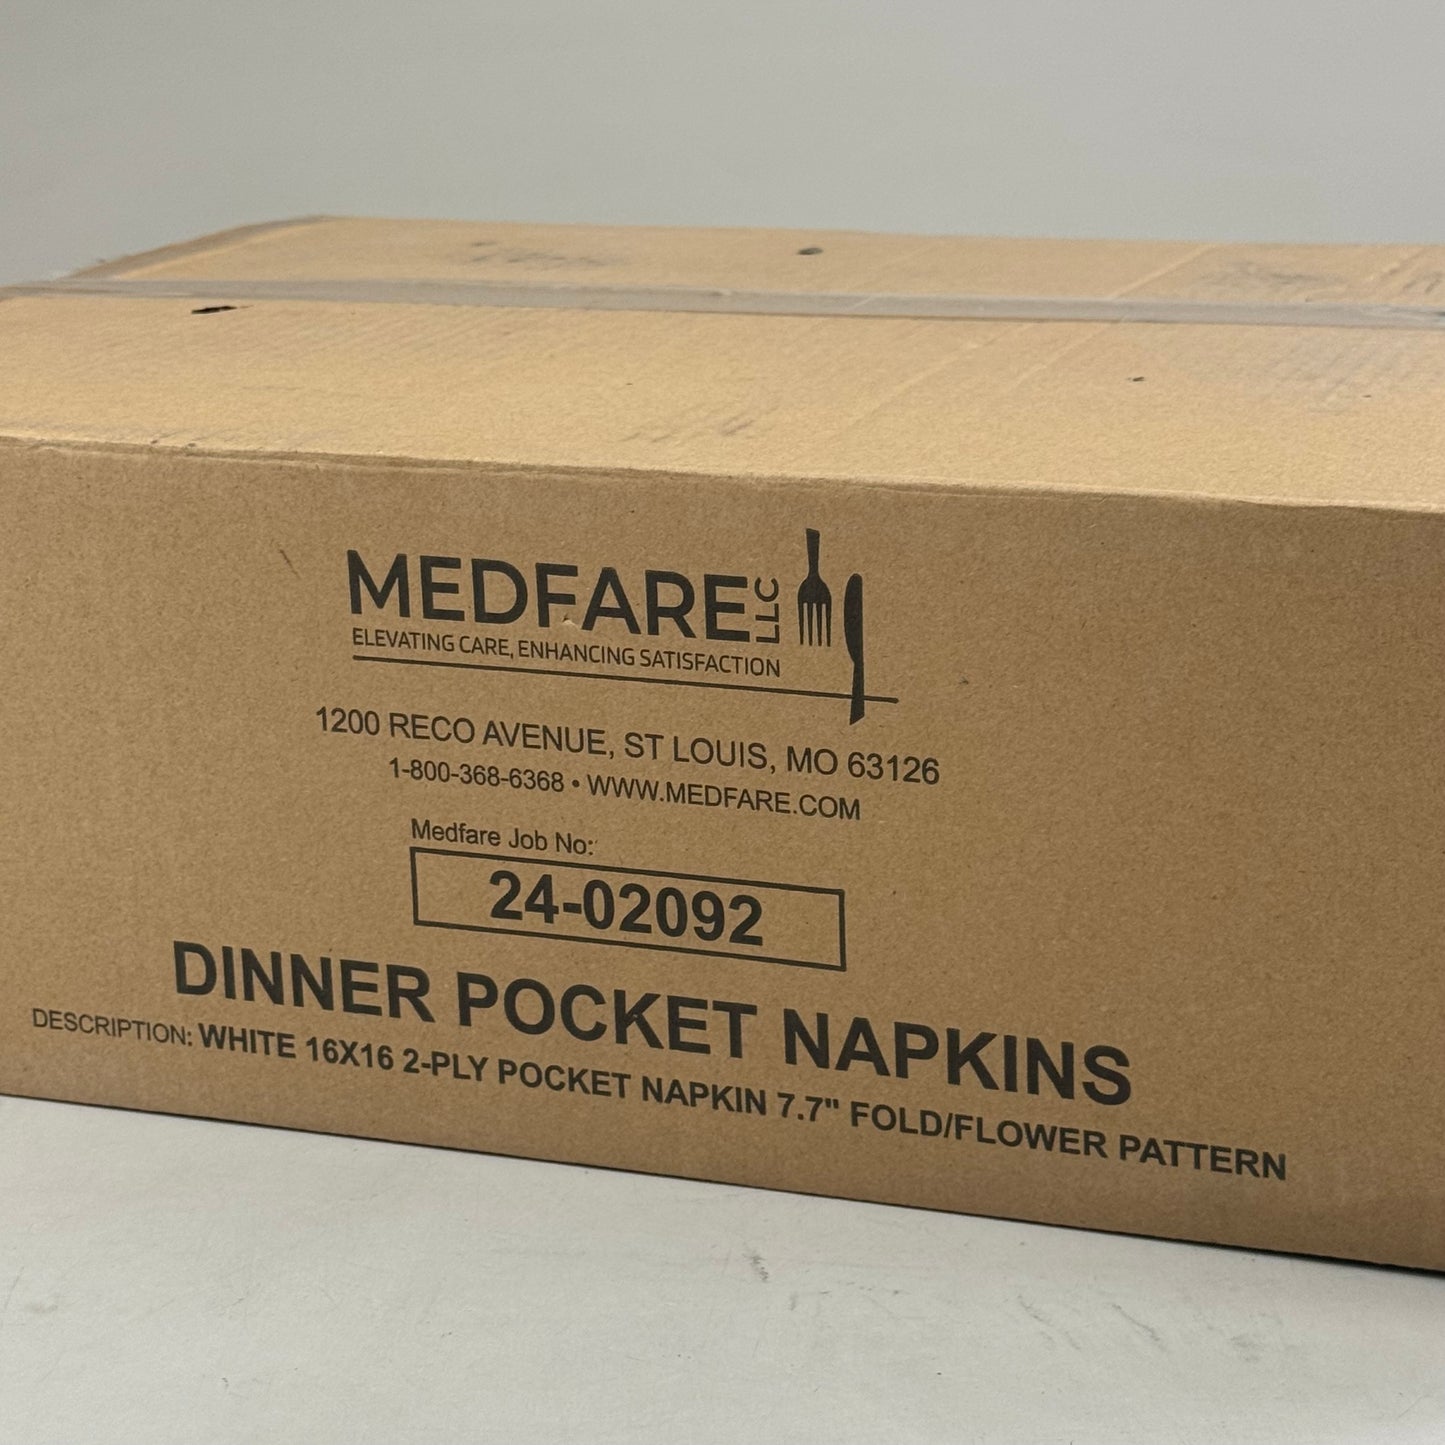 MEDFARE LLC
ELEVATING CARE, ENHANCING SATISFACTION
1200 RECO AVENUE, ST LOUIS, MO 63126
1-800-368-6368 • WWW.MEDFARE.COM
Medfare Job No:
24-02092
DINNER POCKET NAPKINS
DESCRIPTION: WHITE 16X16 2-PLY POCKET NAPKIN 7.7" FOLD/FLOWER PATTERN